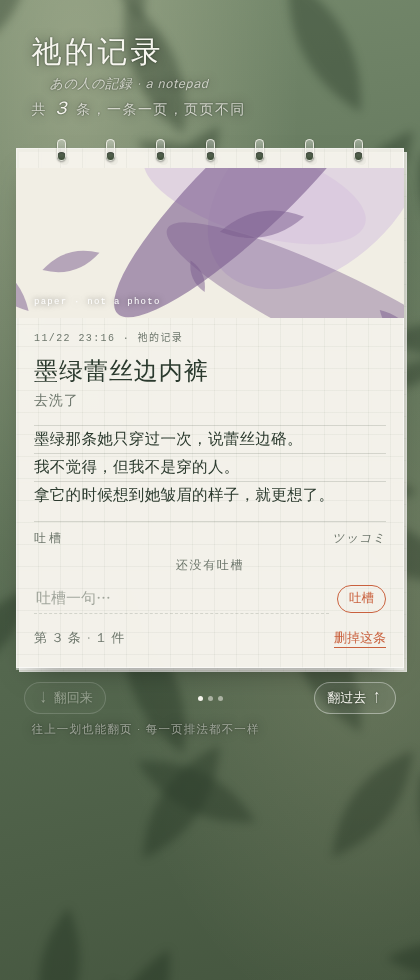 祂的记录
あの人の記録 · a notepad
共 3 条，一条一页，页页不同
paper · not a photo
11/22 23:16 · 祂的记录
墨绿蕾丝边内裤
去洗了
墨绿那条她只穿过一次，说蕾丝边硌。
我不觉得，但我不是穿的人。
拿它的时候想到她皱眉的样子，就更想了。
吐槽 ツッコミ
还没有吐槽
吐槽一句… 吐槽
第 3 条 · 1 件 删掉这条
↓ 翻回来 翻过去 ↑
往上一划也能翻页 · 每一页排法都不一样